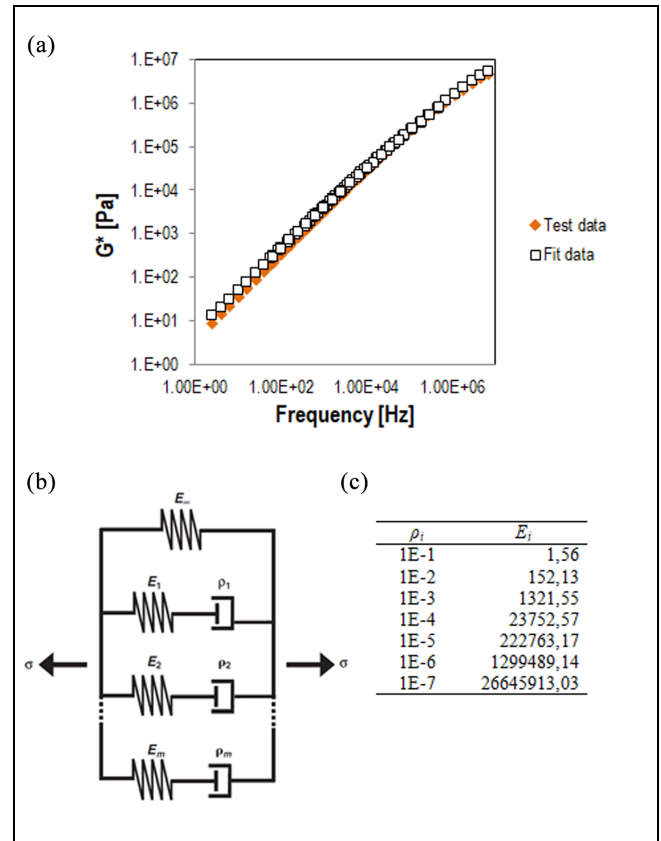 (a)
1.E+07
1.E+06
1.E+05
1.E+04
1.E+03
1.E+02
1.E+01
1.E+00
G* [Pa]
1.00E+00 1.00E+02 1.00E+04 1.00E+06
Frequency [Hz]
Test data
Fit data
(b)
E∞
E1 ρ1
E2 ρ2
Em ρm
σ σ
(c)
ρi Ei
1E-1 1,56
1E-2 152,13
1E-3 1321,55
1E-4 23752,57
1E-5 222763,17
1E-6 1299489,14
1E-7 26645913,03